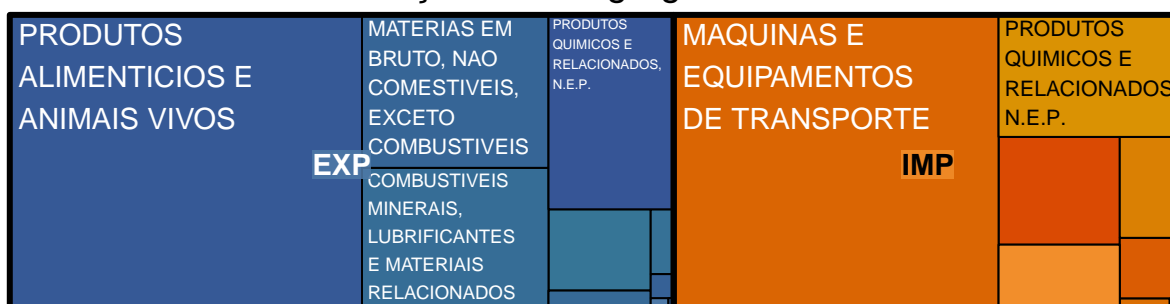 PRODUTOS
ALIMENTICIOS E
ANIMAIS VIVOS
EXP
MATERIAS EM
BRUTO, NAO
COMESTIVEIS,
EXCETO
COMBUSTIVEIS
COMBUSTIVEIS
MINERAIS,
LUBRIFICANTES
E MATERIAIS
RELACIONADOS
PRODUTOS
QUIMICOS E
RELACIONADOS,
N.E.P.
MAQUINAS E
EQUIPAMENTOS
DE TRANSPORTE
IMP
PRODUTOS
QUIMICOS E
RELACIONADOS
N.E.P.